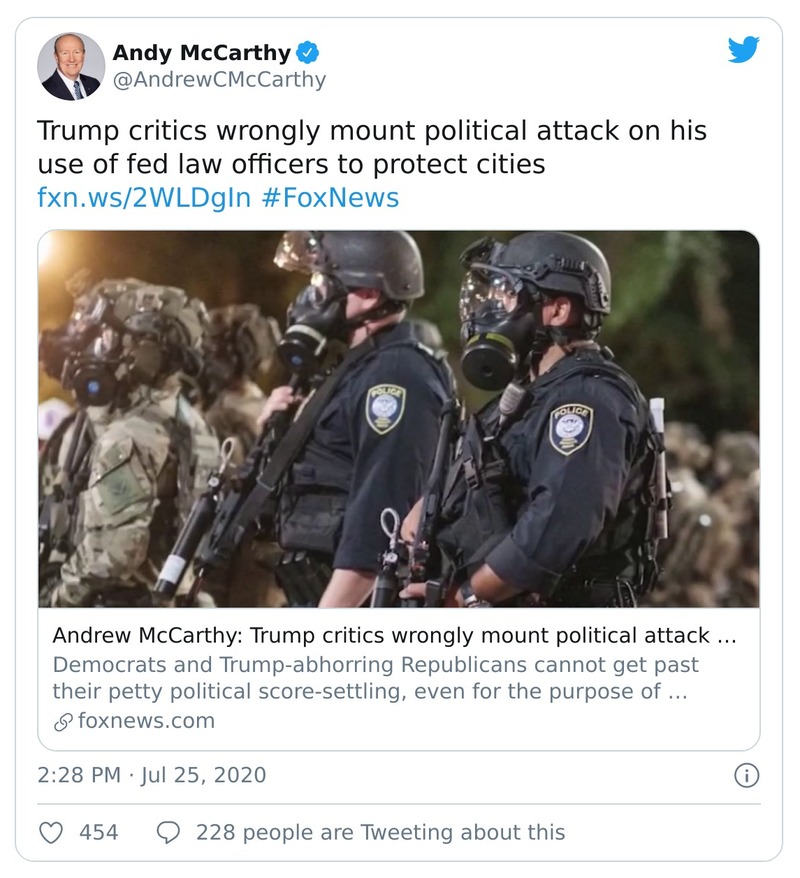 Andy McCarthy
@AndrewCMcCarthy
Trump critics wrongly mount political attack on his
use of fed law officers to protect cities
fxn.ws/2WLDgIn #FoxNews
POLICE
POLICE
Andrew McCarthy: Trump critics wrongly mount political attack ...
Democrats and Trump-abhorring Republicans cannot get past
their petty political score-settling, even for the purpose of ...
foxnews.com
2:28 PM · Jul 25, 2020
454 228 people are Tweeting about this